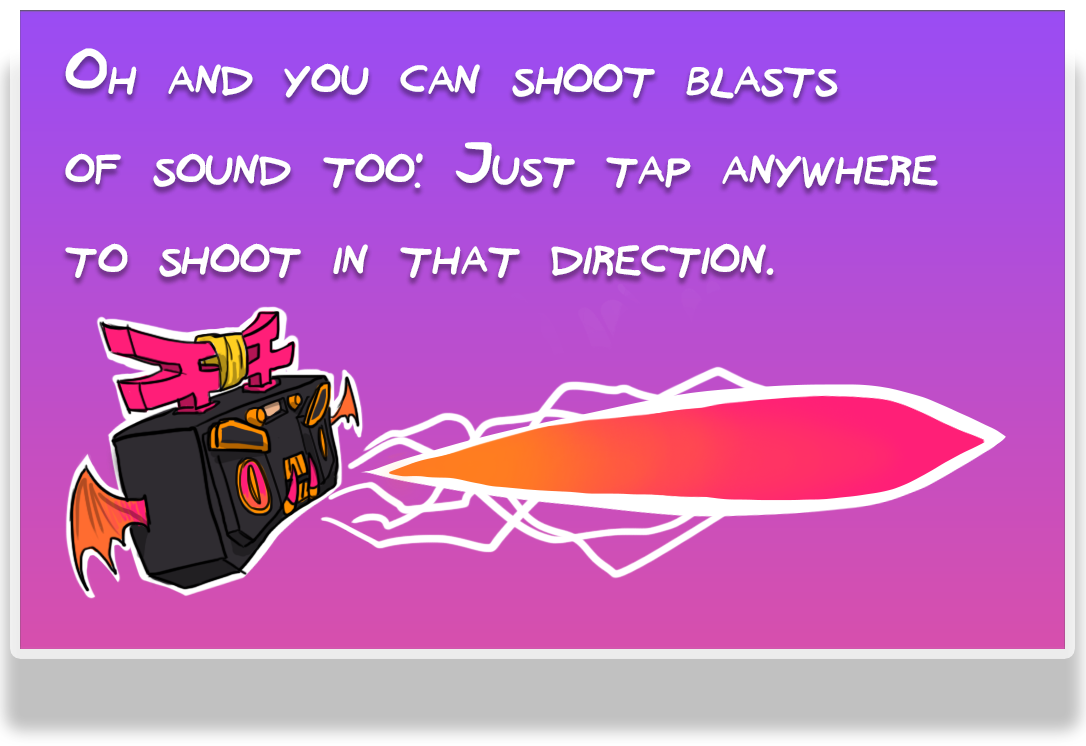 Oh and you can shoot blasts
of sound too: Just tap anywhere
to shoot in that direction.